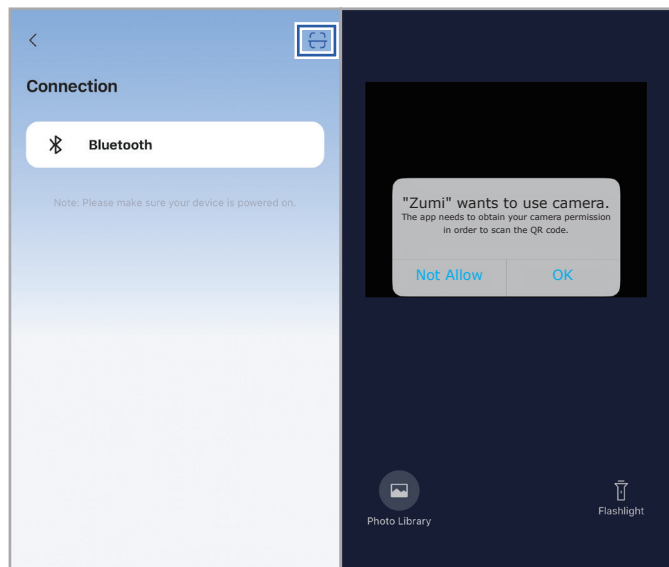 Connection
Bluetooth
Note: Please make sure your device is powered on.
"Zumi" wants to use camera.
The app needs to obtain your camera permission
in order to scan the QR code.
Not Allow OK
Photo Library
Flashlight